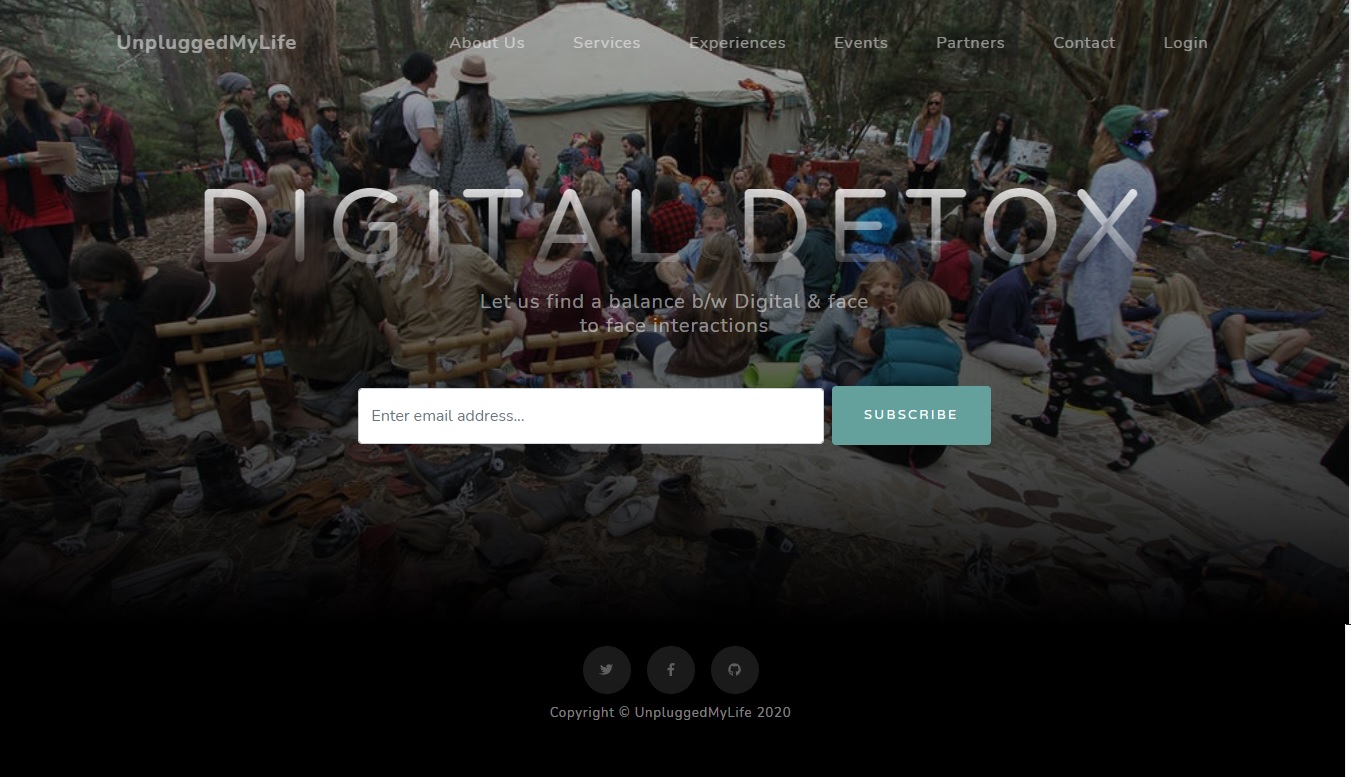 UnpluggedMyLife About Us Services Experiences Events Partners Contact Login
DIGITAL DETOX
Let us find a balance b/w Digital & face
to face interactions
Enter email address...
SUBSCRIBE
Copyright © UnpluggedMyLife 2020